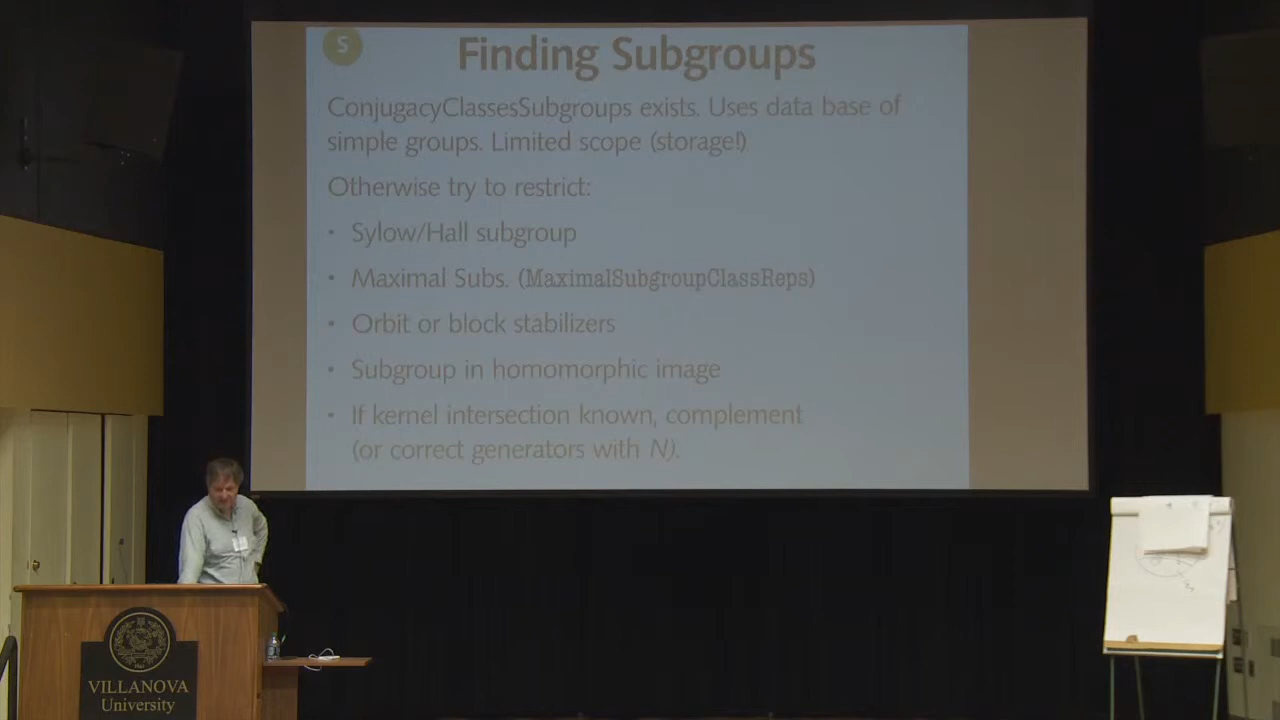 S
Finding Subgroups
ConjugacyClassesSubgroups exists. Uses data base of
simple groups. Limited scope (storage!)
Otherwise try to restrict:
• Sylow/Hall subgroup
• Maximal Subs. (MaximalSubgroupClassReps)
• Orbit or block stabilizers
• Subgroup in homomorphic image
• If kernel intersection known, complement
(or correct generators with N).
VILLANOVA
University